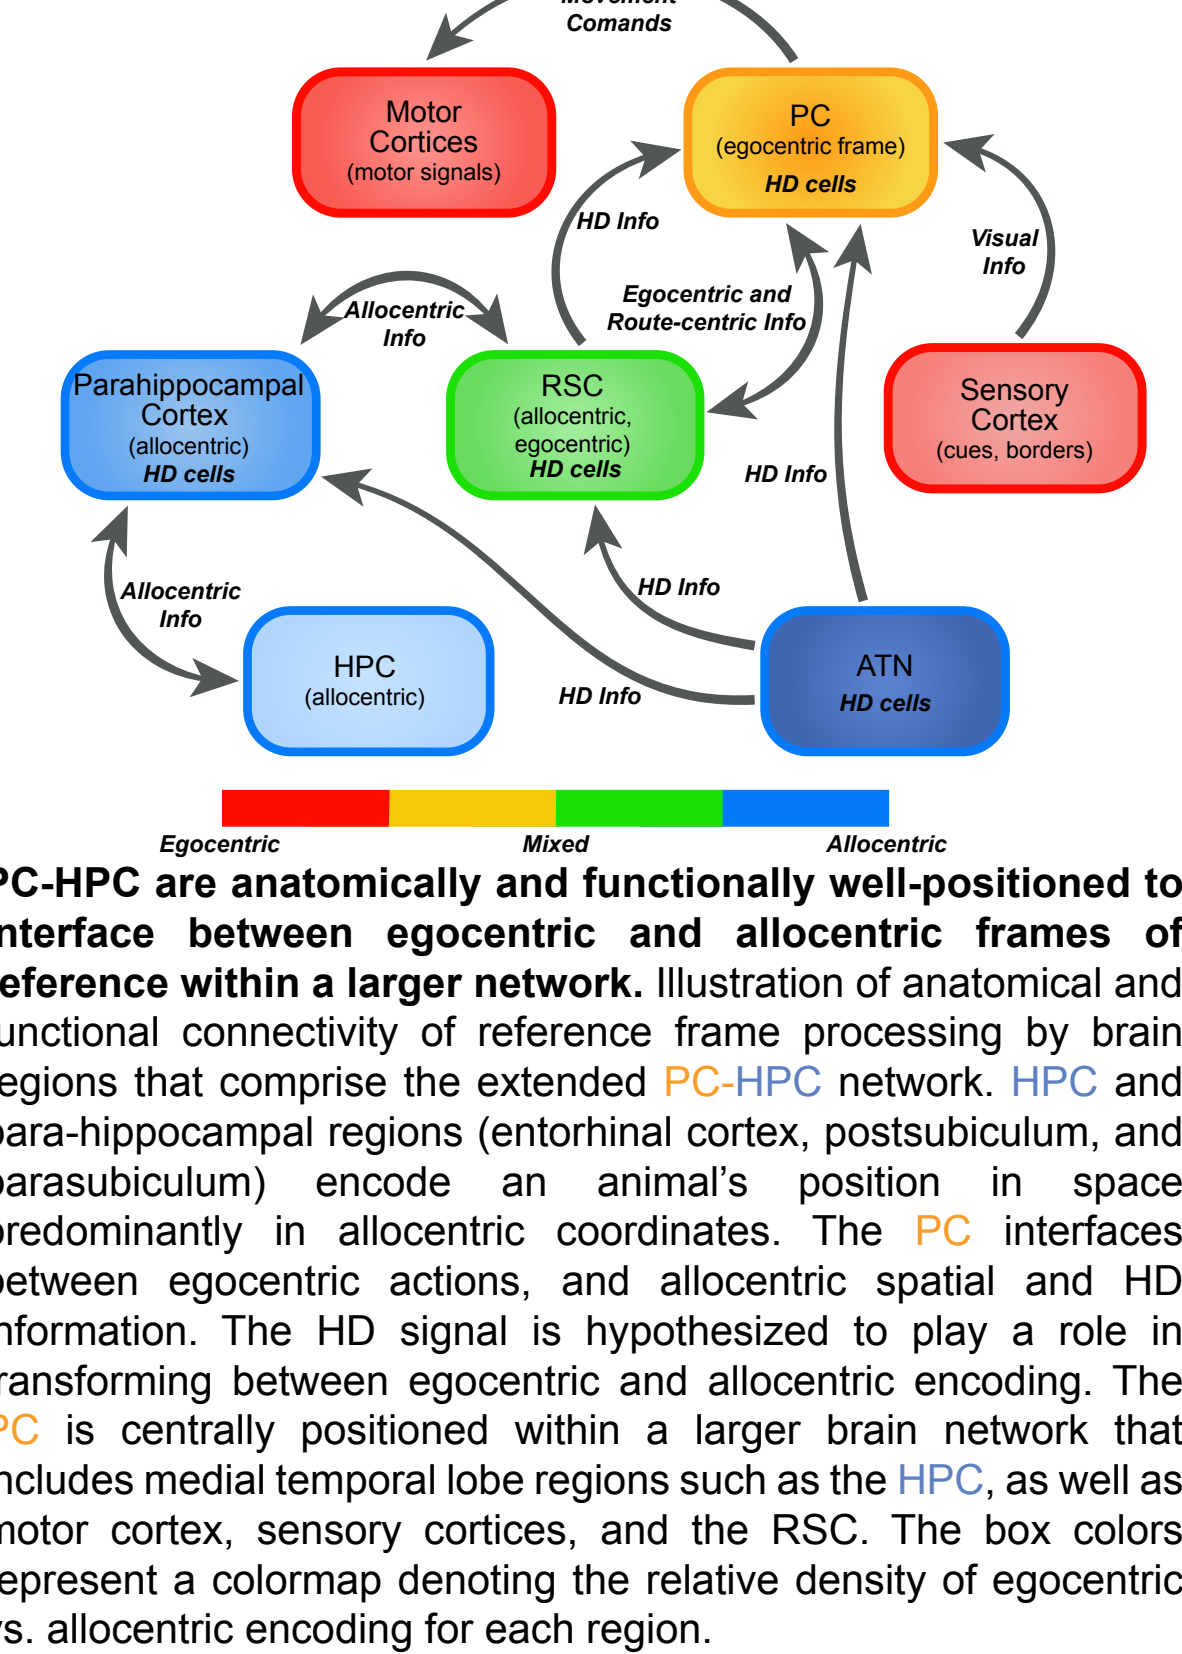 Movement
Comands
Motor
Cortices
(motor signals)
PC
(egocentric frame)
HD cells
HD Info
Visual
Info
Egocentric and
Route-centric Info
Allocentric
Info
Parahippocampal
Cortex
(allocentric)
HD cells
RSC
(allocentric,
egocentric)
HD cells
Sensory
Cortex
(cues, borders)
HD Info
HD Info
Allocentric
Info
HPC
(allocentric)
HD Info
ATN
HD cells
Egocentric Mixed Allocentric
PC-HPC are anatomically and functionally well-positioned to
nterface between egocentric and allocentric frames of
eference within a larger network. Illustration of anatomical and
unctional connectivity of reference frame processing by brain
egions that comprise the extended PC-HPC network. HPC and
para-hippocampal regions (entorhinal cortex, postsubiculum, and
parasubiculum) encode an animal's position in space
predominantly in allocentric coordinates. The PC interfaces
between egocentric actions, and allocentric spatial and HD
nformation. The HD signal is hypothesized to play a role in
ransforming between egocentric and allocentric encoding. The
PC is centrally positioned within a larger brain network that
ncludes medial temporal lobe regions such as the HPC, as well as
motor cortex, sensory cortices, and the RSC. The box colors
epresent a colormap denoting the relative density of egocentric
vs. allocentric encoding for each region.